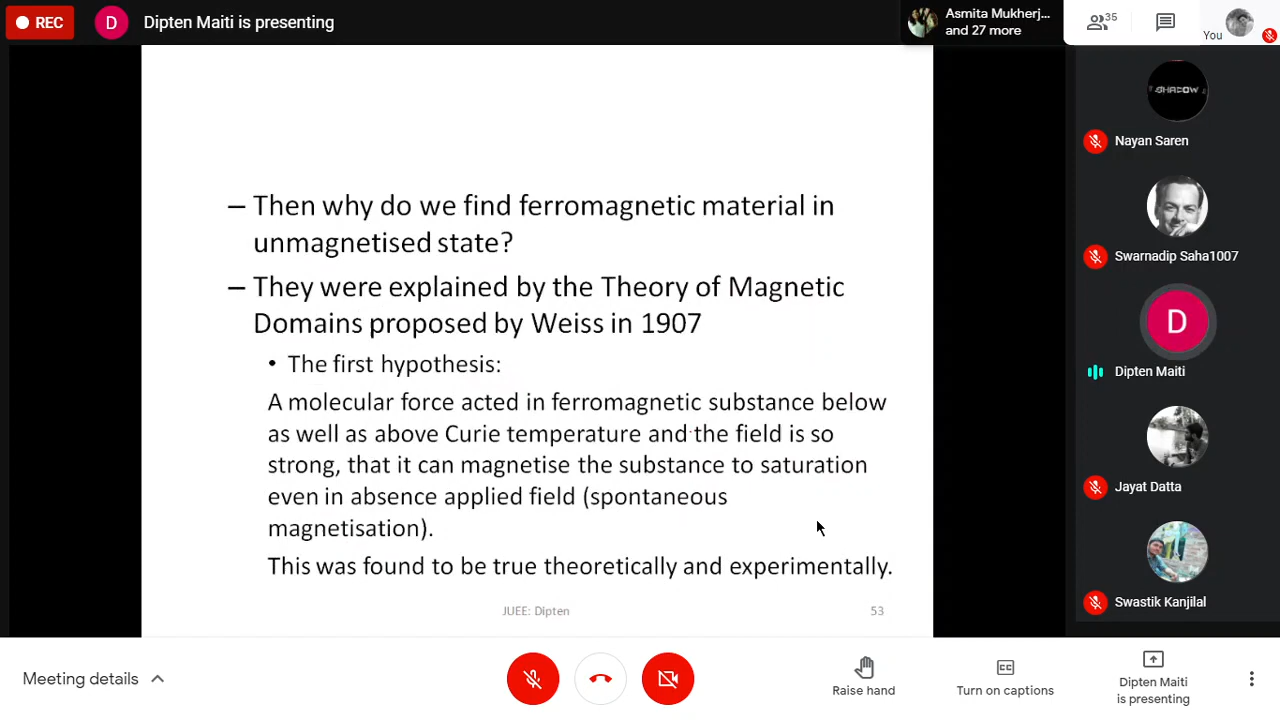 REC
D
Dipten Maiti is presenting
Asmita Mukherj...
and 27 more
35
You
SHADOW
Nayan Saren
– Then why do we find ferromagnetic material in
unmagnetised state?
Swarnadip Saha1007
– They were explained by the Theory of Magnetic
Domains proposed by Weiss in 1907
D
Dipten Maiti
• The first hypothesis:
A molecular force acted in ferromagnetic substance below
as well as above Curie temperature and the field is so
strong, that it can magnetise the substance to saturation
even in absence applied field (spontaneous
magnetisation).
Jayat Datta
This was found to be true theoretically and experimentally.
JUEE: Dipten
53
Swastik Kanjilal
Meeting details
Raise hand
CC
Turn on captions
Dipten Maiti
is presenting